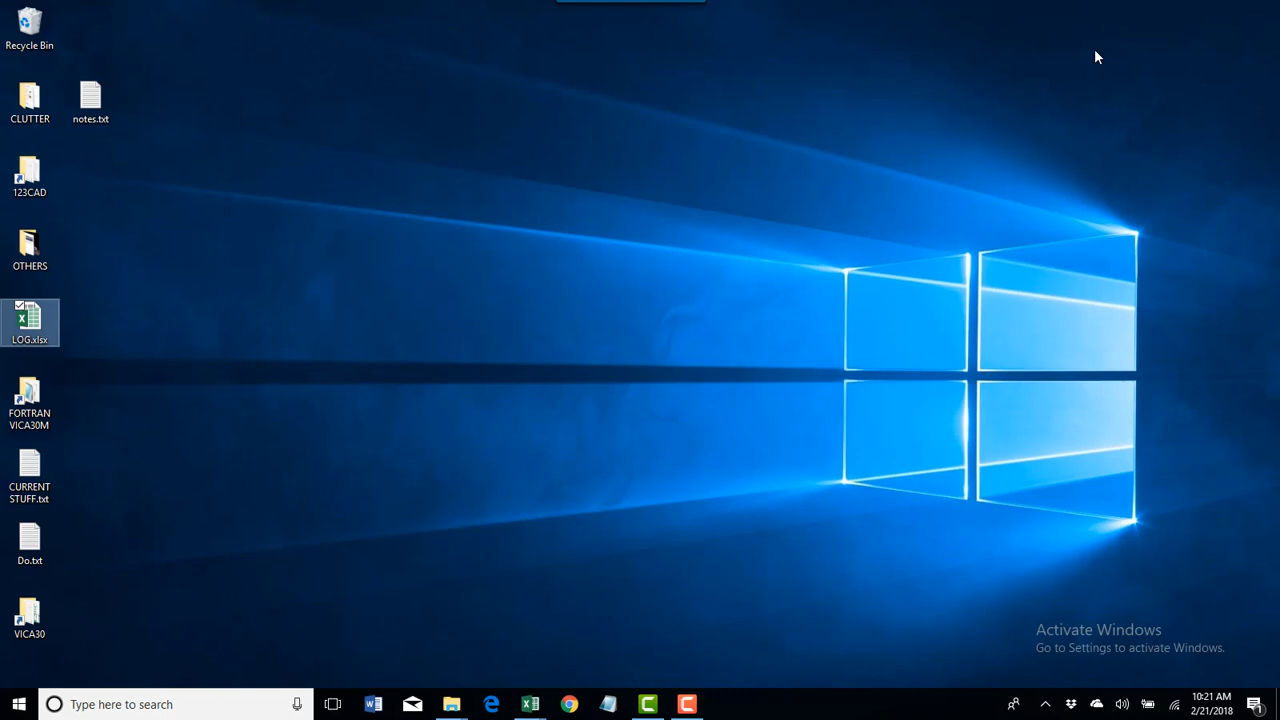 Recycle Bin
CLUTTER
notes.txt
123CAD
OTHERS
LOG.xlsx
FORTRAN
VICA30M
CURRENT
STUFF.txt
Do.txt
VICA30
Activate Windows
Go to Settings to activate Windows.
Type here to search
10:21 AM
2/21/2018
1